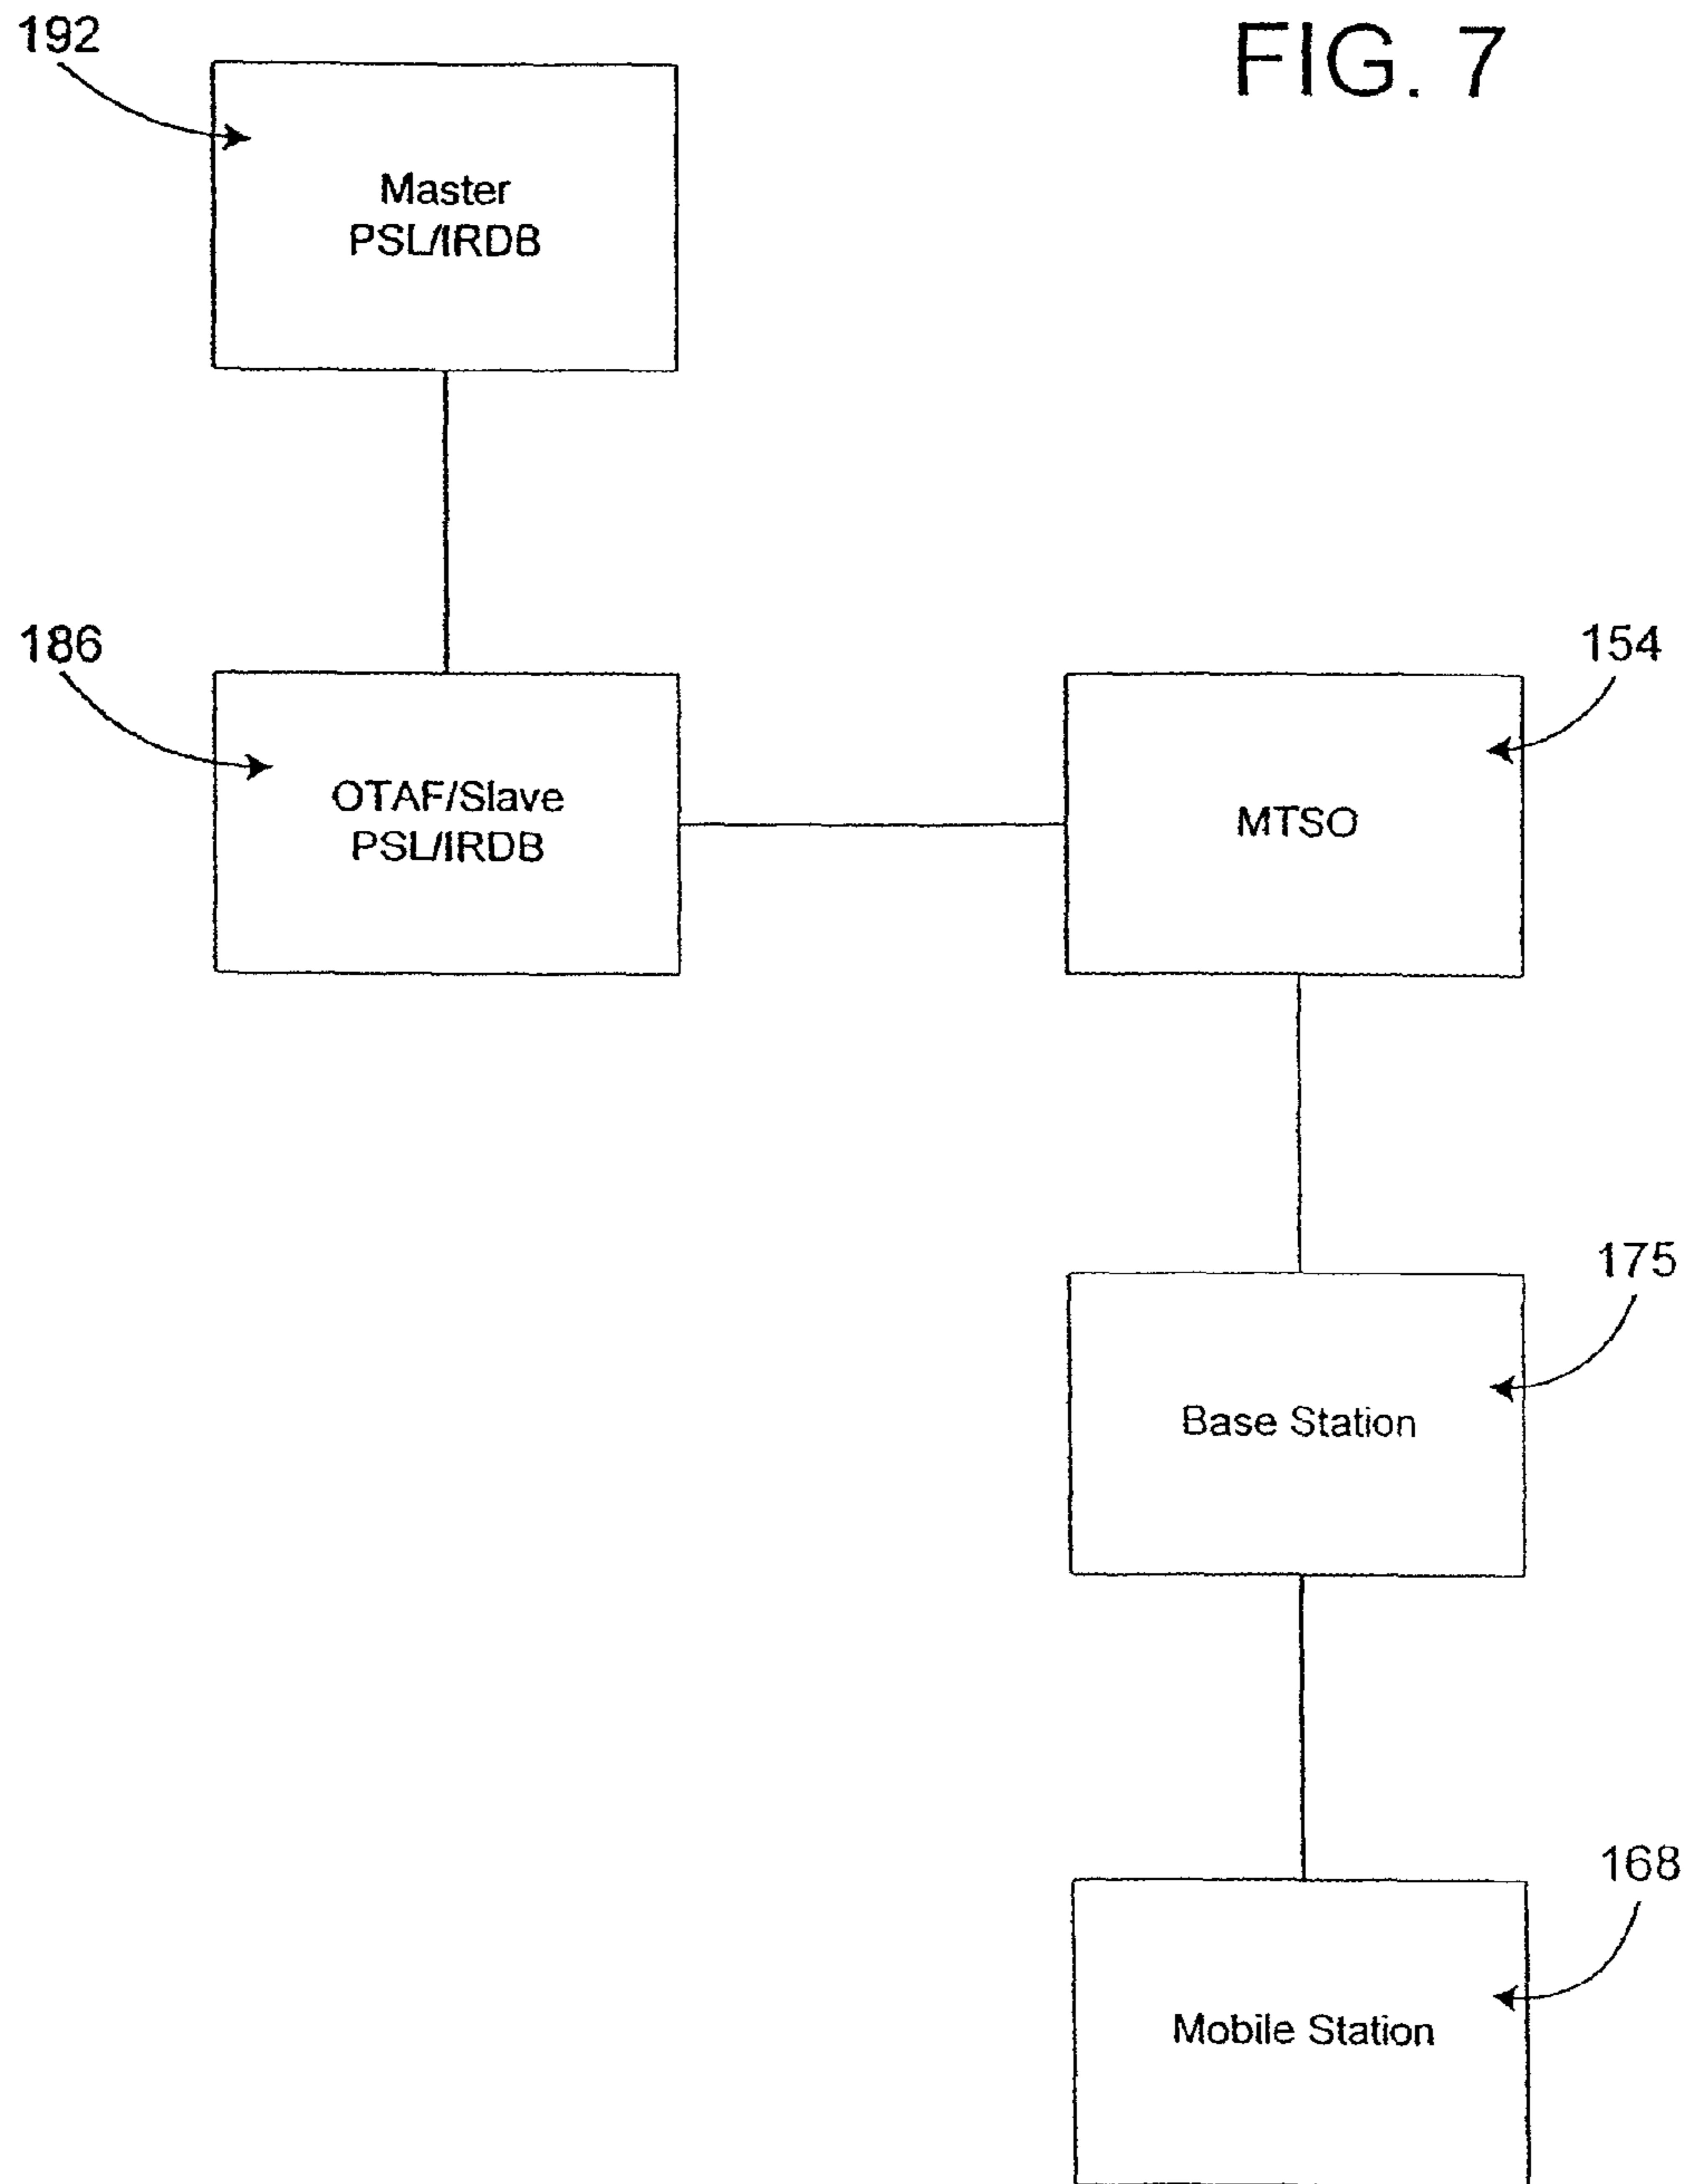 FIG. 7
192
Master
PSL/IRDB
186
OTAF/Slave
PSL/IRDB
154
MTSO
175
Base Station
168
Mobile Station